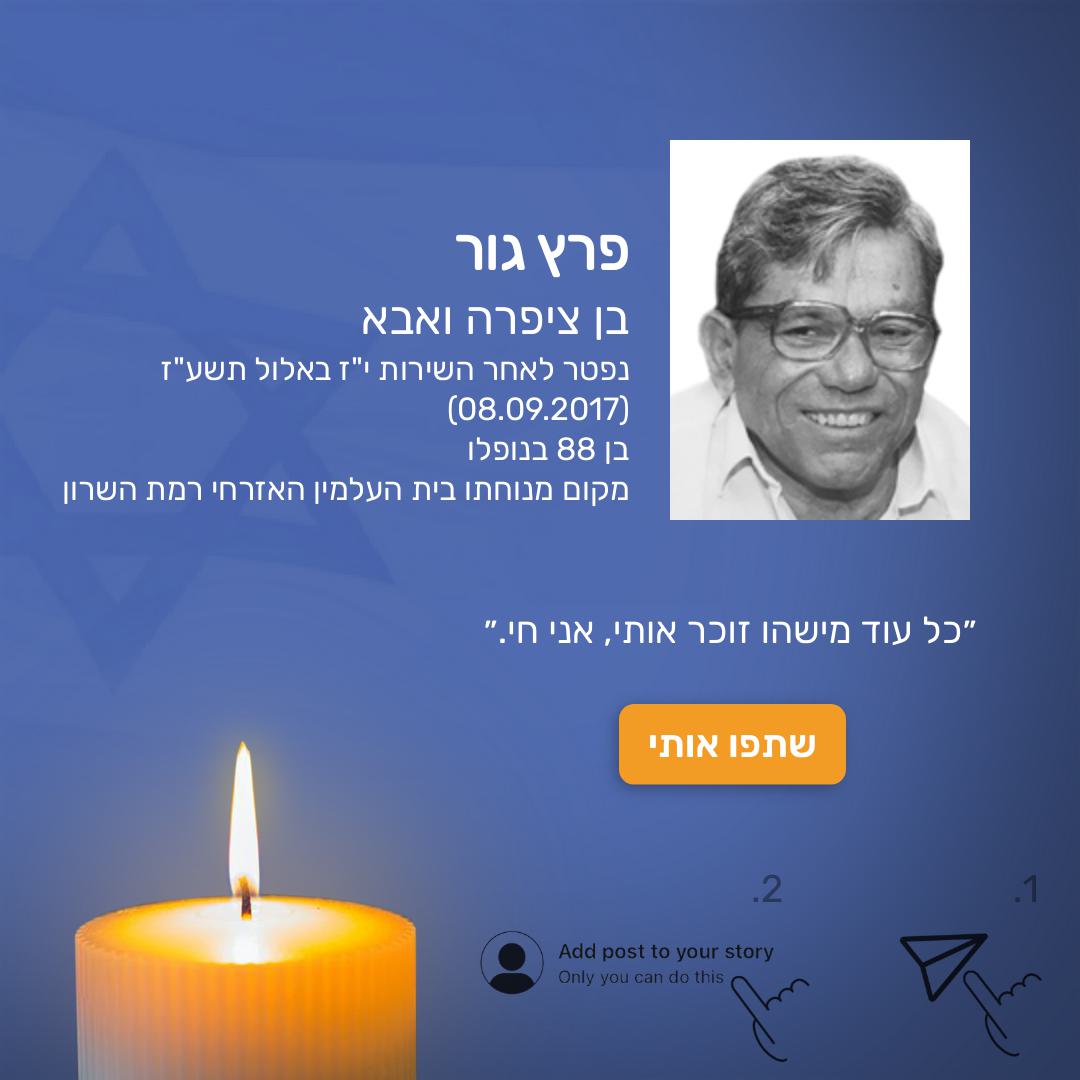 פרץ גור
בן ציפרה ואבא
נפטר לאחר השירות י"ז באלול תשע"ז
(08.09.2017)
בן 88 בנופלו
מקום מנוחתו בית העלמין האזרחי רמת השרון
״כל עוד מישהו זוכר אותי, אני חי.״
שתפו אותי
1.
2.
Add post to your story
Only you can do this